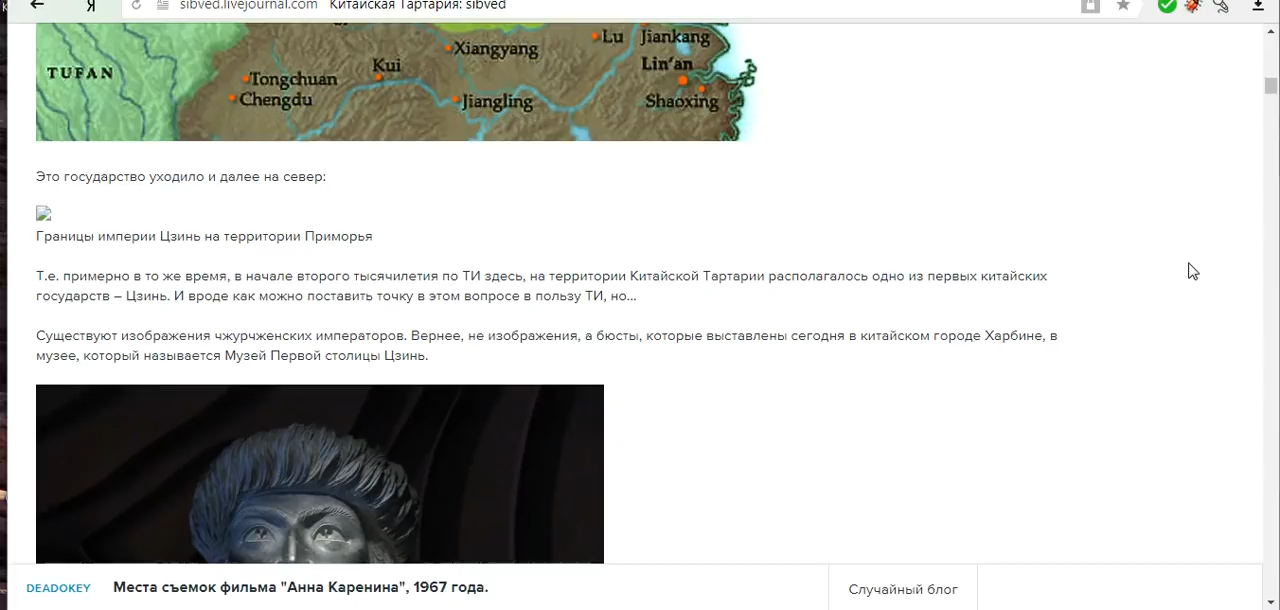 sibved.livejournal.com Китайская Тартария: sibved
Lu Jiankang
Xiangyang
Lin'an
TUFAN
Kui
Tongchuan
Chengdu
Jiangling
Shaoxing
Это государство уходило и далее на север:
Границы империи Цзинь на территории Приморья
Т.е. примерно в то же время, в начале второго тысячилетия по ТИ здесь, на территории Китайской Тартарии располагалось одно из первых китайских
государств – Цзинь. И вроде как можно поставить точку в этом вопросе в пользу ТИ, но...
Существуют изображения чжурчженских императоров. Вернее, не изображения, а бюсты, которые выставлены сегодня в китайском городе Харбине, в
музее, который называется Музей Первой столицы Цзинь.
DEADOKEY Места съемок фильма "Анна Каренина", 1967 года. Случайный блог